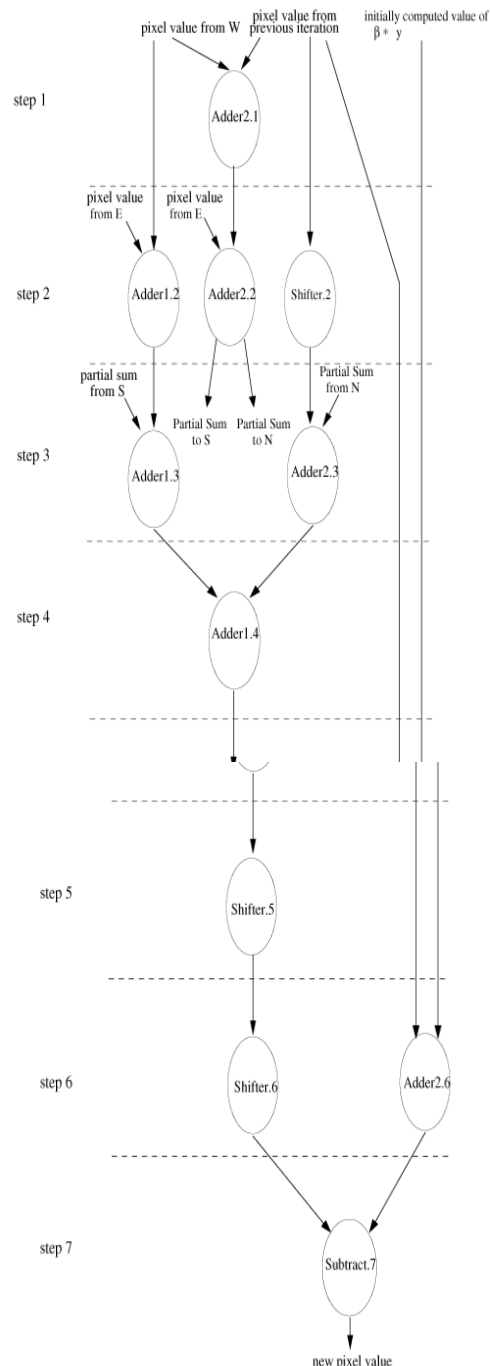 pixel value from W
pixel value from
previous iteration
initially computed value of
β * y
step 1
Adder2.1
pixel value
from E
pixel value
from E
step 2
Adder1.2
Adder2.2
Shifter.2
partial sum
from S
Partial Sum
to S
Partial Sum
to N
Partial Sum
from N
step 3
Adder1.3
Adder2.3
step 4
Adder1.4
step 5
Shifter.5
step 6
Shifter.6
Adder2.6
step 7
Subtract.7
new pixel value